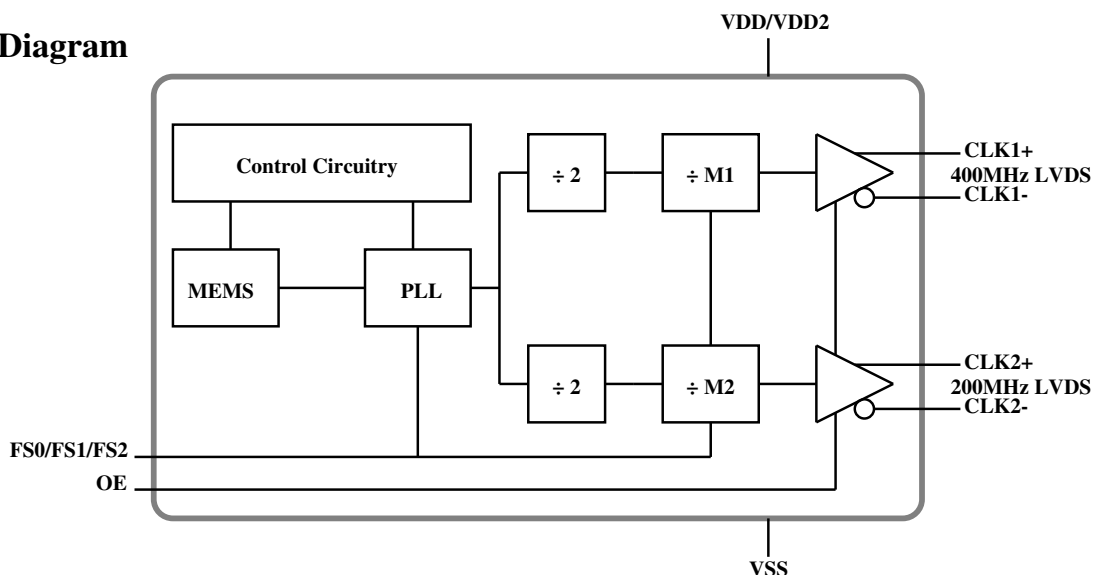 Diagram
VDD/VDD2
Control Circuitry
÷ 2
÷ M1
CLK1+
400MHz LVDS
CLK1-
MEMS
PLL
÷ 2
÷ M2
CLK2+
200MHz LVDS
CLK2-
FS0/FS1/FS2
OE
VSS